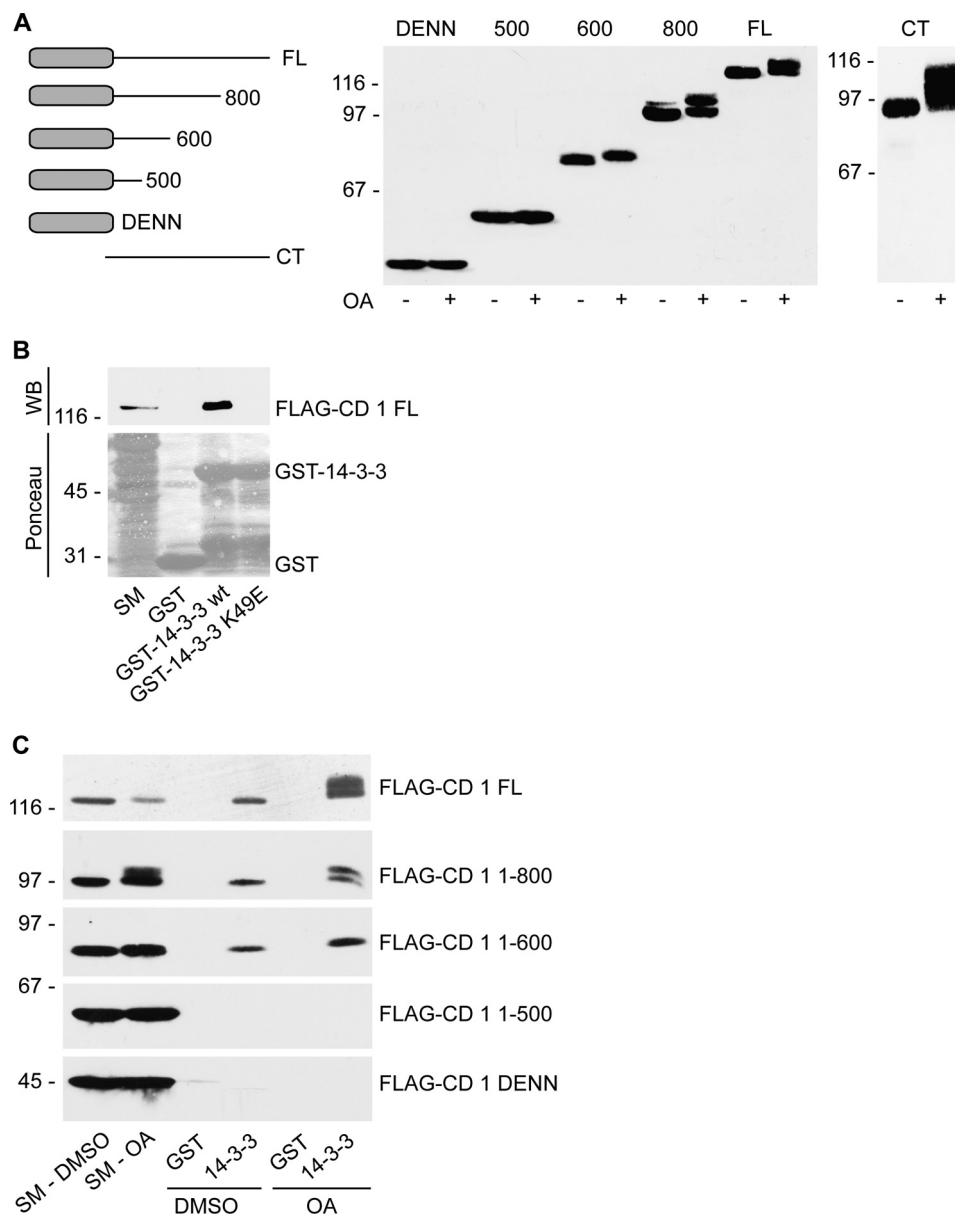 A
FL
800
600
500
DENN
CT
DENN 500 600 800 FL
116 -
97 -
67 -
OA - + - + - + - + - +
CT
116 -
97 -
67 -
- +
B
WB
116 -
FLAG-CD 1 FL
Ponceau
45 -
31 -
GST-14-3-3
GST
SM
GST
GST-14-3-3 wt
GST-14-3-3 K49E
C
116 -
FLAG-CD 1 FL
97 -
FLAG-CD 1 1-800
97 -
FLAG-CD 1 1-600
67 -
FLAG-CD 1 1-500
45 -
FLAG-CD 1 DENN
SM - DMSO
SM - OA
GST
14-3-3
GST
14-3-3
DMSO
OA